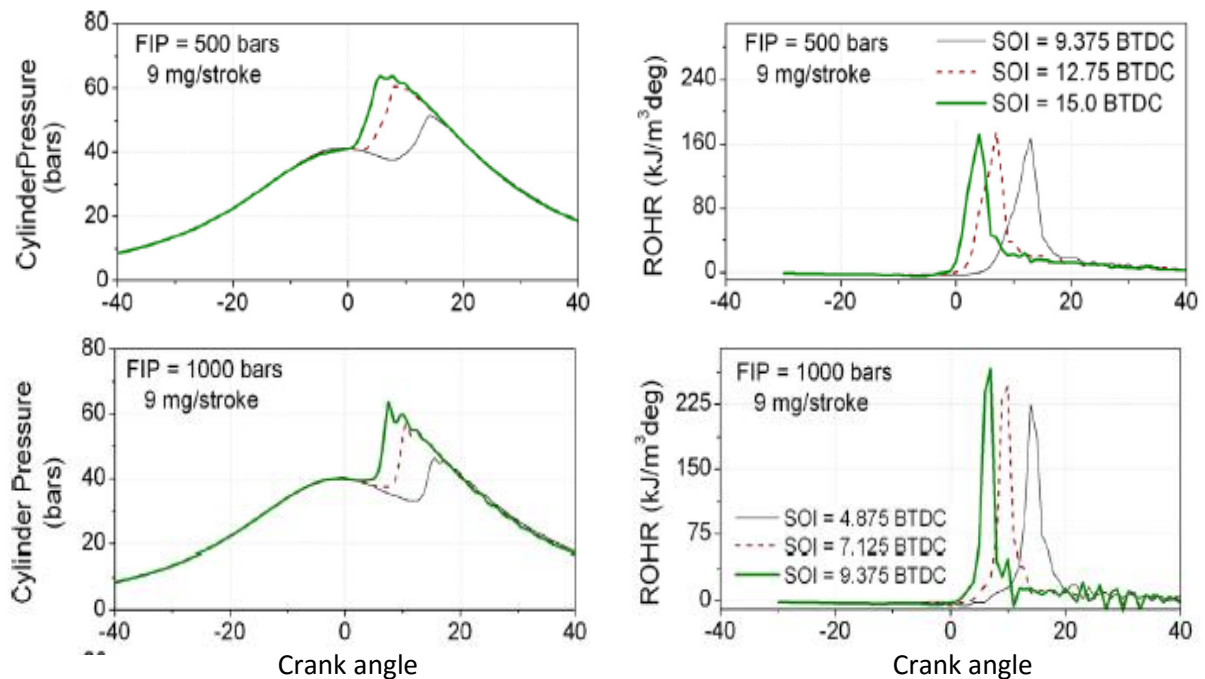 80
60
40
20
0
-40 -20 0 20 40
Cylinder Pressure
(bars)
FIP = 500 bars
9 mg/stroke
240
160
80
0
-40 -20 0 20 40
ROHR (kJ/m³deg)
FIP = 500 bars
9 mg/stroke
SOI = 9.375 BTDC
SOI = 12.75 BTDC
SOI = 15.0 BTDC
80
60
40
20
0
-40 -20 0 20 40
Cylinder Pressure
(bars)
FIP = 1000 bars
9 mg/stroke
Crank angle
225
150
75
0
-40 -20 0 20 40
ROHR (kJ/m³deg)
FIP = 1000 bars
9 mg/stroke
SOI = 4.875 BTDC
SOI = 7.125 BTDC
SOI = 9.375 BTDC
Crank angle